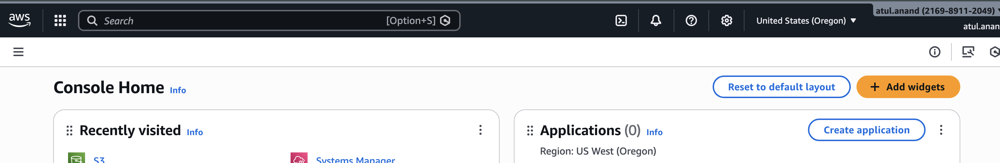 aws
Search [Option+S]
United States (Oregon)
atul.anand (2169-8911-2049)
atul.anan
Console Home Info
Reset to default layout
+ Add widgets
Recently visited Info
Applications (0) Info
Create application
Region: US West (Oregon)
S3
Systems Manager